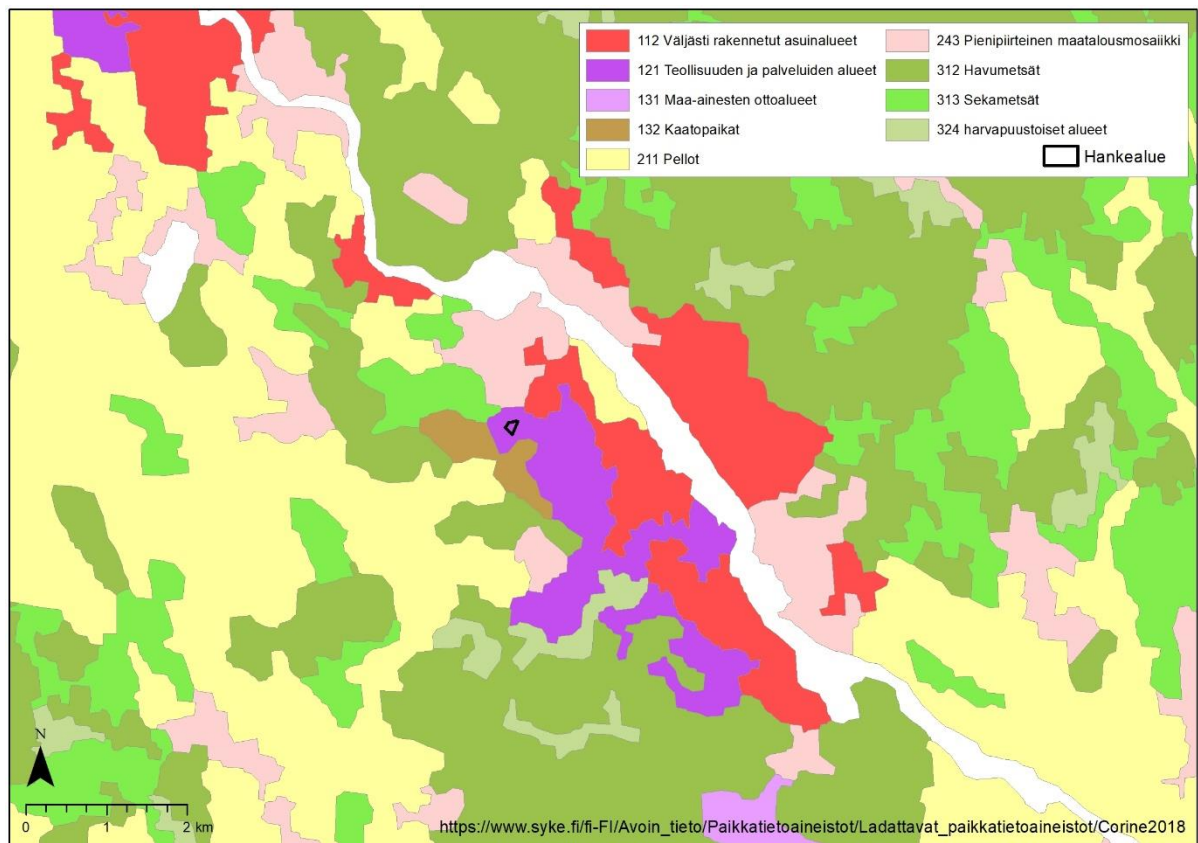 112 Väljästi rakennetut asuinalueet
121 Teollisuuden ja palveluiden alueet
131 Maa-ainesten ottoalueet
132 Kaatopaikat
211 Pellot
243 Pienipiirteinen maatalousmosaiikki
312 Havumetsät
313 Sekametsät
324 harvapuustoiset alueet
Hankealue
N
0 1 2 km
https://www.syke.fi/fi-FI/Avoin_tieto/Paikkatietoaineistot/Ladattavat_paikkatietoaineistot/Corine2018